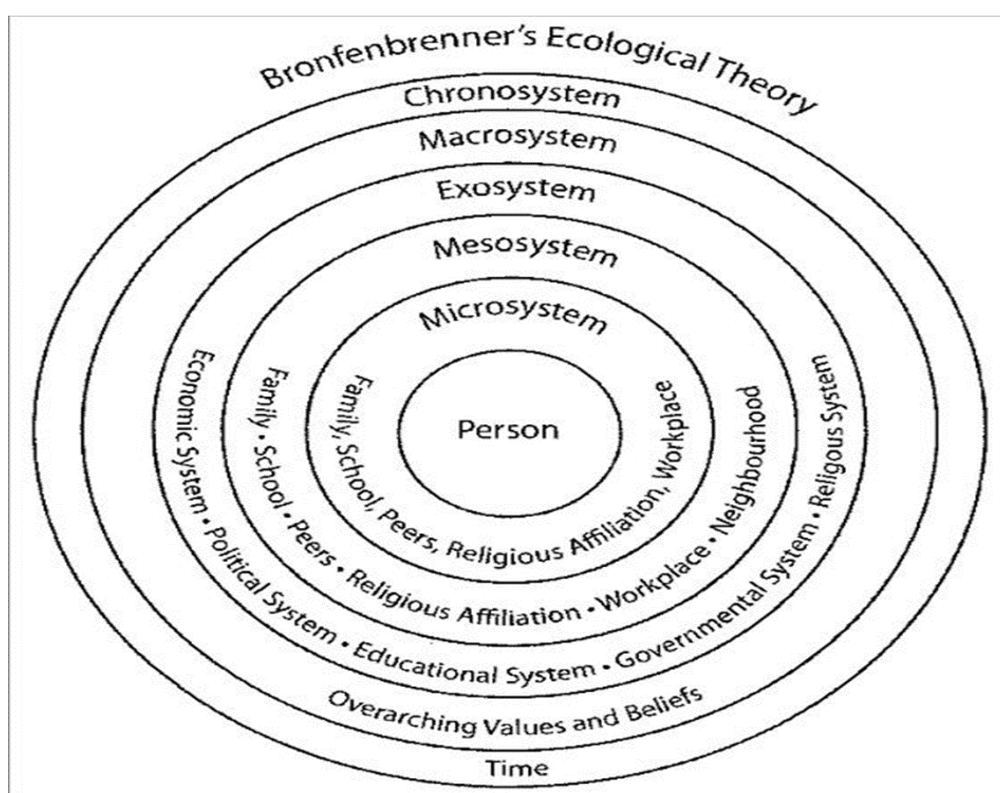 Bronfenbrenner's Ecological Theory
Chronosystem
Macrosystem
Exosystem
Mesosystem
Microsystem
Person
Family, School, Peers, Religious Affiliation, Workplace
Family • School • Peers • Religious Affiliation • Workplace • Neighbourhood
Economic System • Political System • Educational System • Governmental System • Religous System
Overarching Values and Beliefs
Time